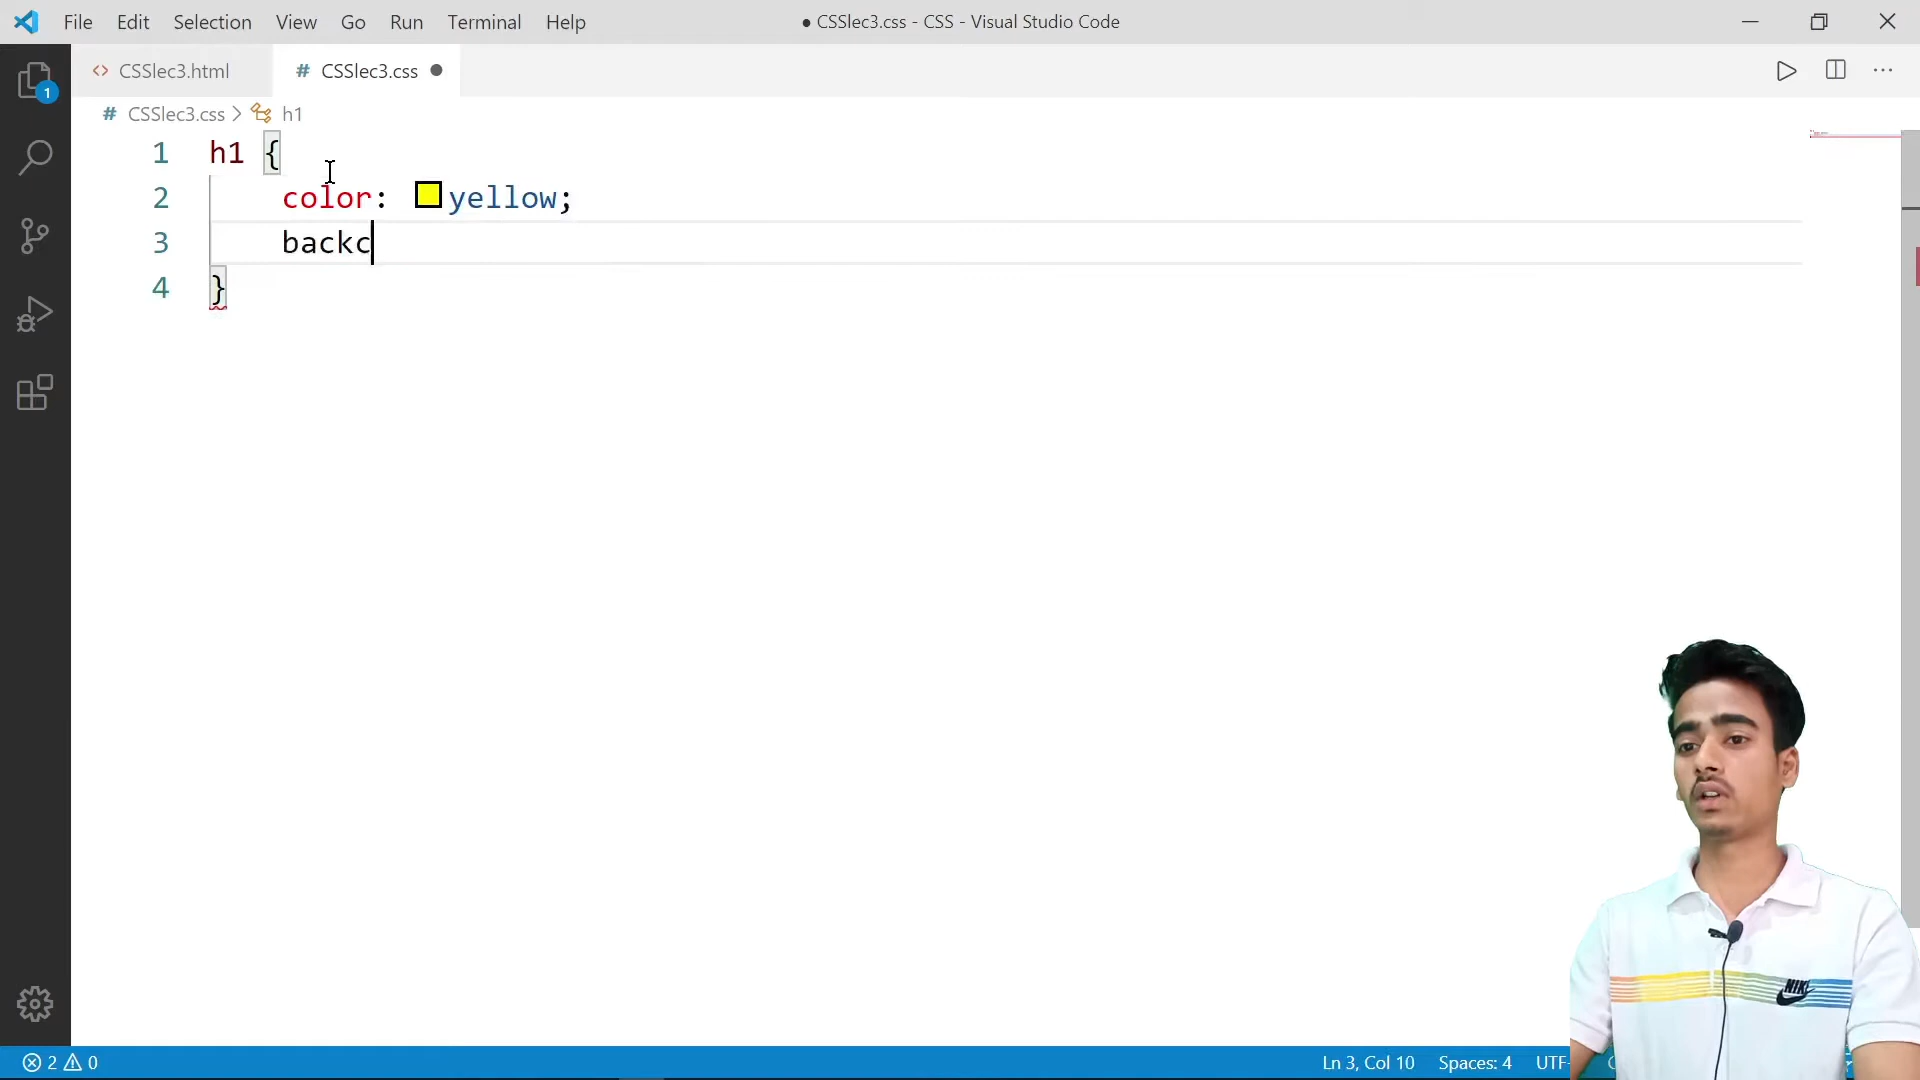 File Edit Selection View Go Run Terminal Help
● CSSlec3.css - CSS - Visual Studio Code
<> CSSlec3.html
# CSSlec3.css ●
# CSSlec3.css > h1
1 h1 {
2 color: yellow;
3 backc
4 }
1
NIKE
2 0
Ln 3, Col 10 Spaces: 4 UTF-